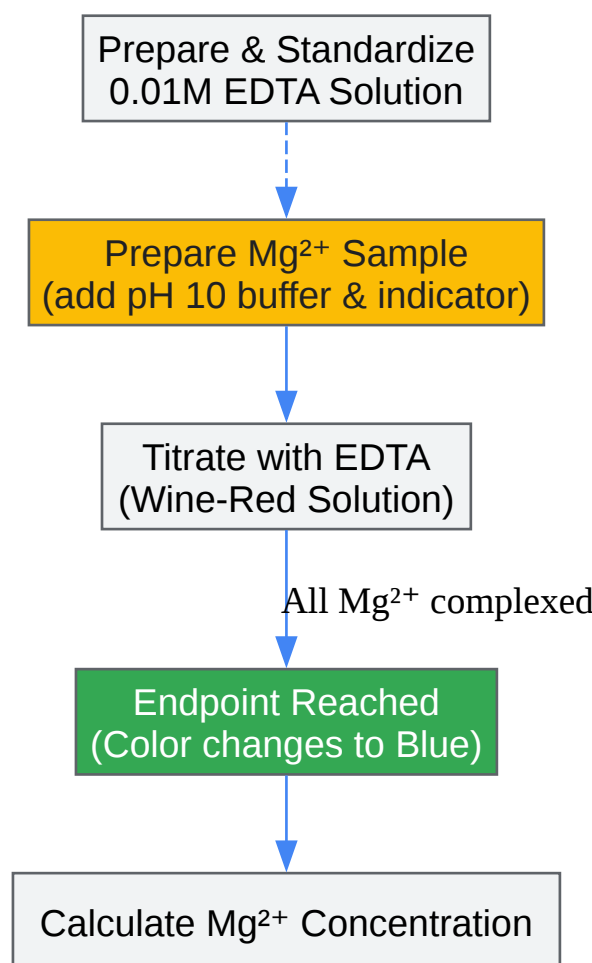 Prepare & Standardize
0.01M EDTA Solution
Prepare Mg²⁺ Sample
(add pH 10 buffer & indicator)
Titrate with EDTA
(Wine-Red Solution)
All Mg²⁺ complexed
Endpoint Reached
(Color changes to Blue)
Calculate Mg²⁺ Concentration